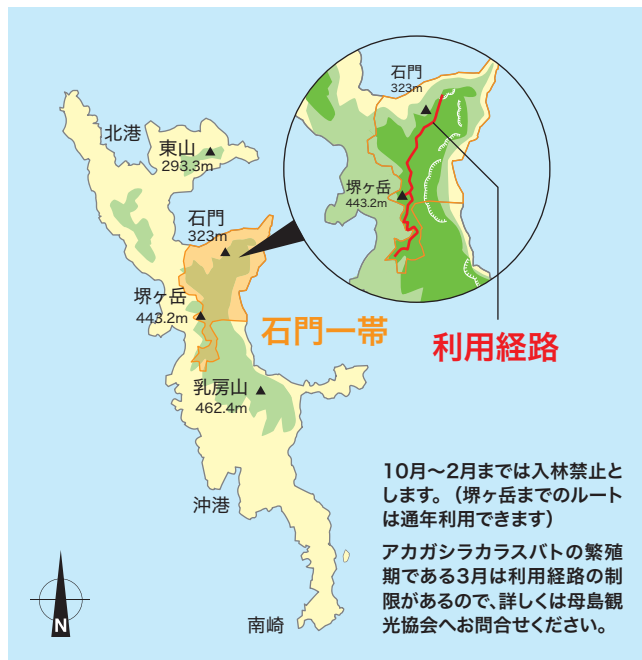 石門
323m
北港
東山
293.3m
堺ヶ岳
443.2m
石門
323m
堺ヶ岳
443.2m
石門一帯
利用経路
乳房山
462.4m
10月〜2月までは入林禁止と
します。（堺ヶ岳までのルート
は通年利用できます）
沖港
アカガシラカラスバトの繁殖
期である3月は利用経路の制
限があるので、詳しくは母島観
光協会へお問合せください。
N
南崎